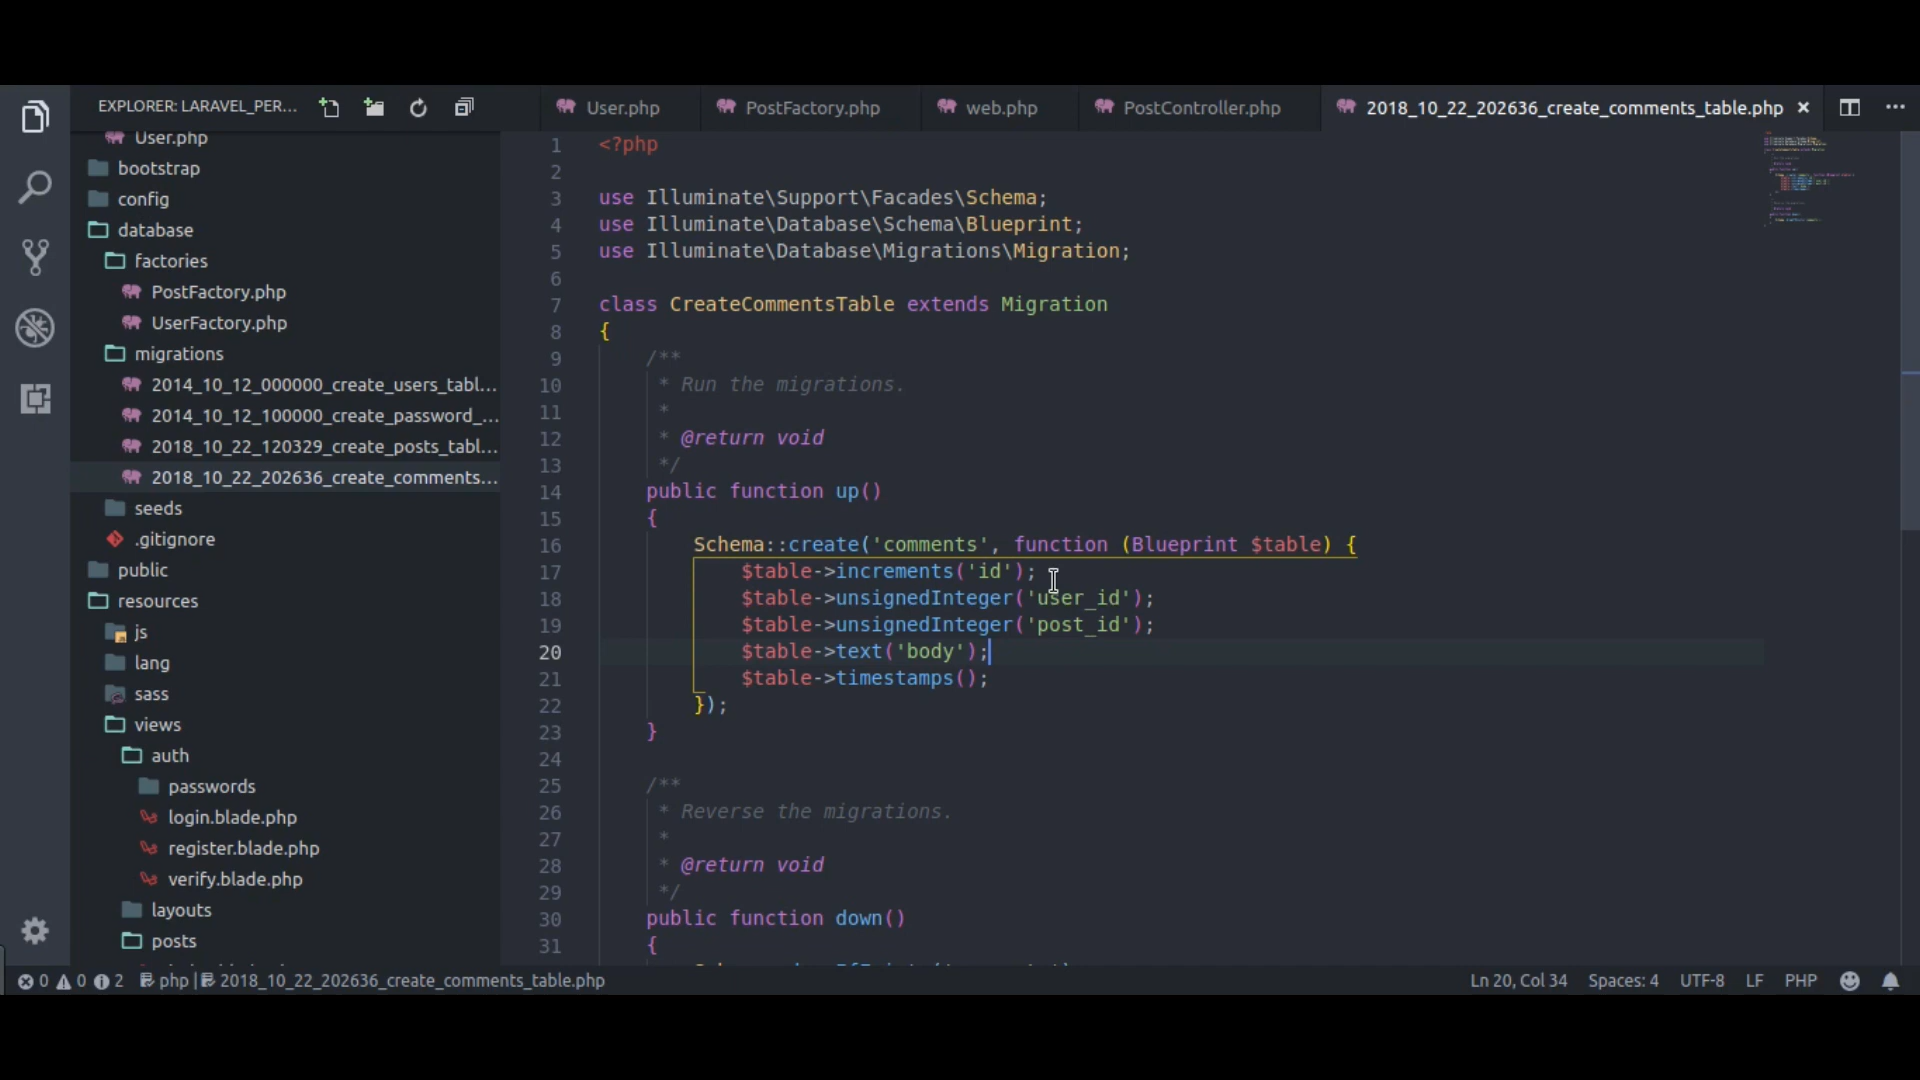 EXPLORER: LARAVEL_PER...
User.php
bootstrap
config
database
factories
PostFactory.php
UserFactory.php
migrations
2014_10_12_000000_create_users_tabl...
2014_10_12_100000_create_password_...
2018_10_22_120329_create_posts_tabl...
2018_10_22_202636_create_comments...
seeds
.gitignore
public
resources
js
lang
sass
views
auth
passwords
login.blade.php
register.blade.php
verify.blade.php
layouts
posts
User.php PostFactory.php web.php PostController.php 2018_10_22_202636_create_comments_table.php
1 <?php
2
3 use Illuminate\Support\Facades\Schema;
4 use Illuminate\Database\Schema\Blueprint;
5 use Illuminate\Database\Migrations\Migration;
6
7 class CreateCommentsTable extends Migration
8 {
9 /**
10 * Run the migrations.
11 *
12 * @return void
13 */
14 public function up()
15 {
16 Schema::create('comments', function (Blueprint $table) {
17 $table->increments('id');
18 $table->unsignedInteger('user_id');
19 $table->unsignedInteger('post_id');
20 $table->text('body');
21 $table->timestamps();
22 });
23 }
24
25 /**
26 * Reverse the migrations.
27 *
28 * @return void
29 */
30 public function down()
31 {
0 0 2 php | 2018_10_22_202636_create_comments_table.php Ln 20, Col 34 Spaces: 4 UTF-8 LF PHP